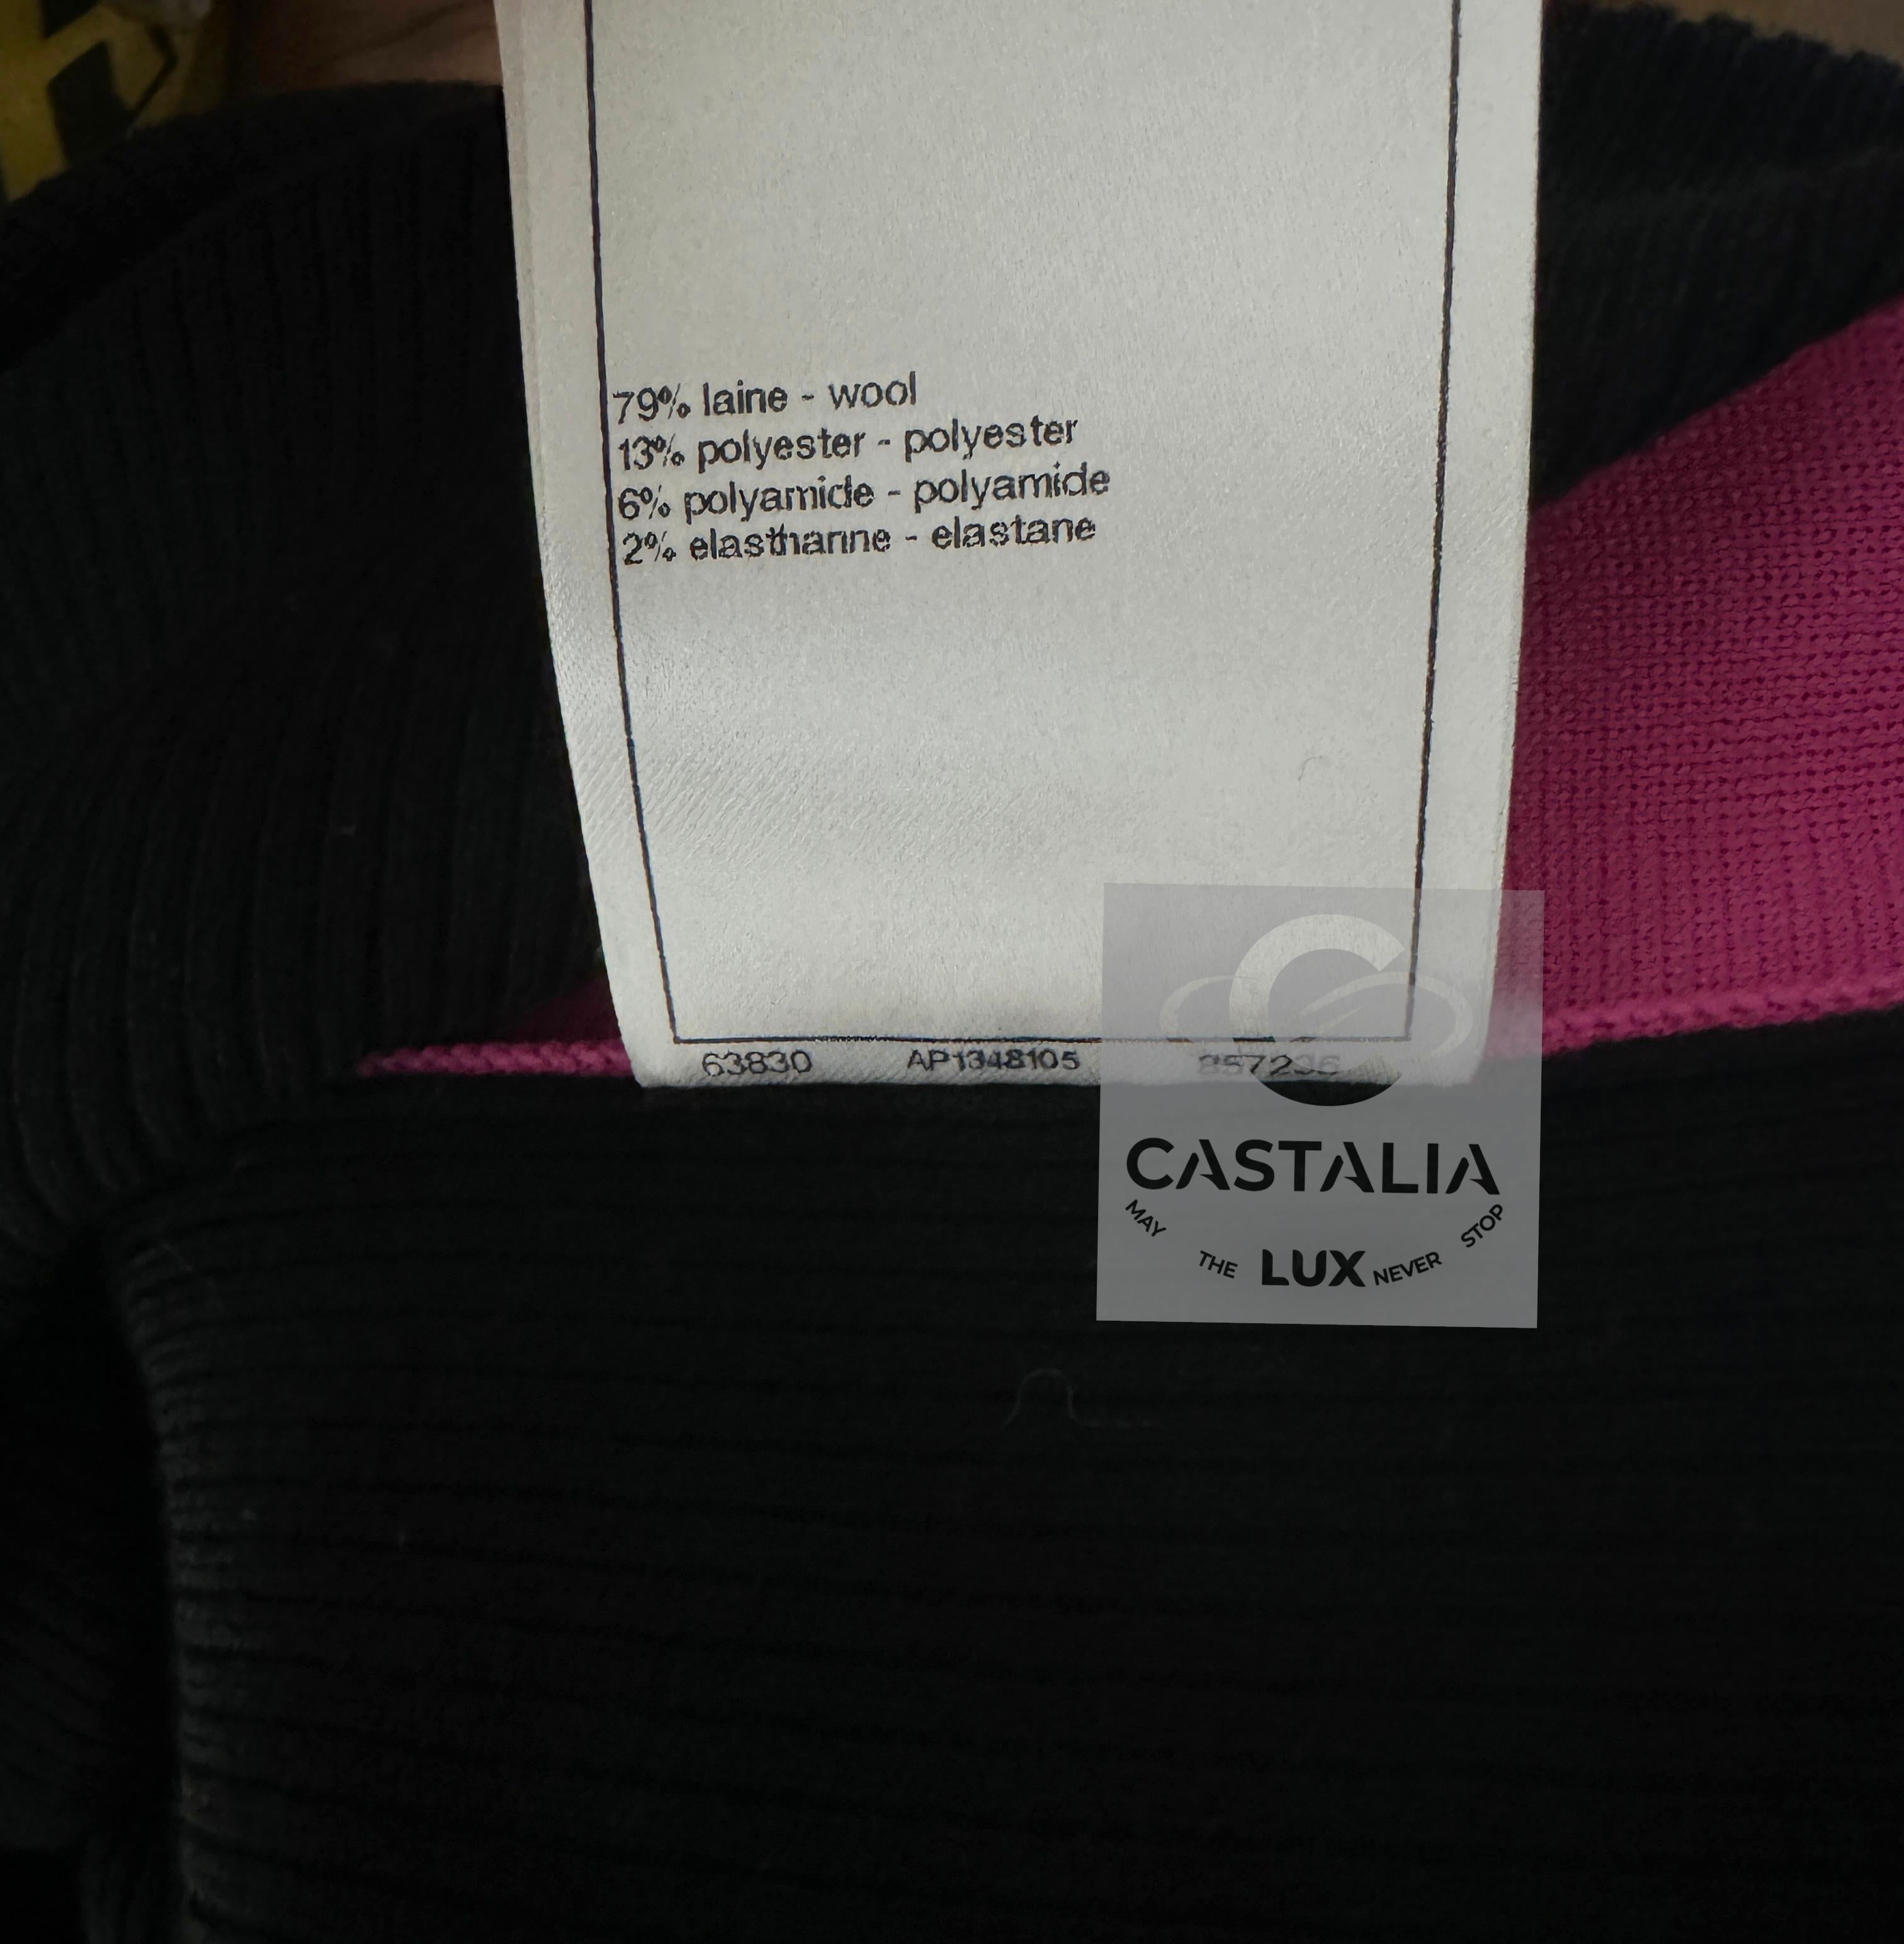 79% laine - wool
13% polyester - polyester
6% polyamide - polyamide
2% elasthanne - elastane
63830 AP1348105
CASTALIA
MAY THE LUX NEVER STOP